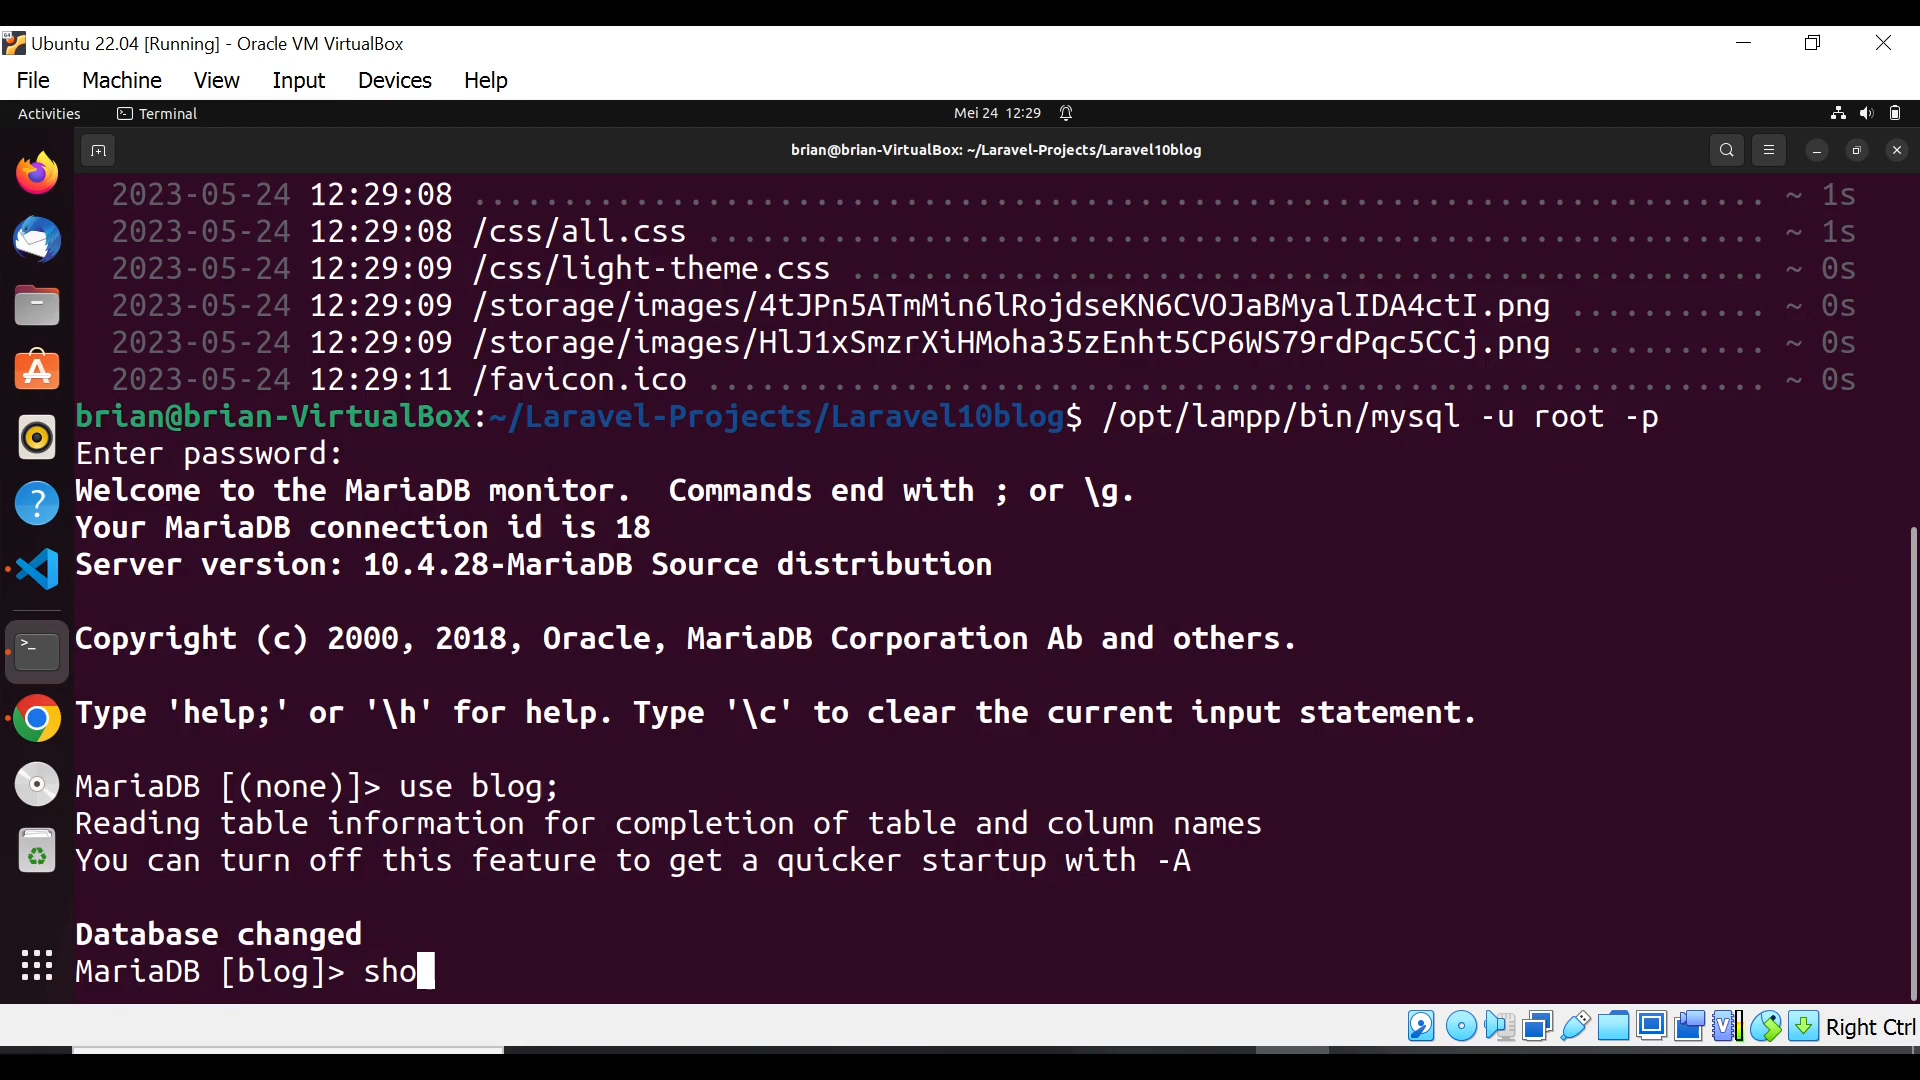 Ubuntu 22.04 [Running] - Oracle VM VirtualBox
File Machine View Input Devices Help
Activities Terminal Mei 24 12:29
brian@brian-VirtualBox: ~/Laravel-Projects/Laravel10blog
2023-05-24 12:29:08 ........................................................................ ~ 1s
2023-05-24 12:29:08 /css/all.css ........................................................... ~ 1s
2023-05-24 12:29:09 /css/light-theme.css ................................................... ~ 0s
2023-05-24 12:29:09 /storage/images/4tJPn5ATmMin6lRojdseKN6CVOJaBMyalIDA4ctI.png ........... ~ 0s
2023-05-24 12:29:09 /storage/images/HlJ1xSmzrXiHMoha35zEnht5CP6WS79rdPqc5CCj.png ........... ~ 0s
2023-05-24 12:29:11 /favicon.ico ........................................................... ~ 0s
brian@brian-VirtualBox:~/Laravel-Projects/Laravel10blog$ /opt/lampp/bin/mysql -u root -p
Enter password:
Welcome to the MariaDB monitor.  Commands end with ; or \g.
Your MariaDB connection id is 18
Server version: 10.4.28-MariaDB Source distribution
Copyright (c) 2000, 2018, Oracle, MariaDB Corporation Ab and others.
Type 'help;' or '\h' for help. Type '\c' to clear the current input statement.
MariaDB [(none)]> use blog;
Reading table information for completion of table and column names
You can turn off this feature to get a quicker startup with -A
Database changed
MariaDB [blog]> sho
Right Ctrl